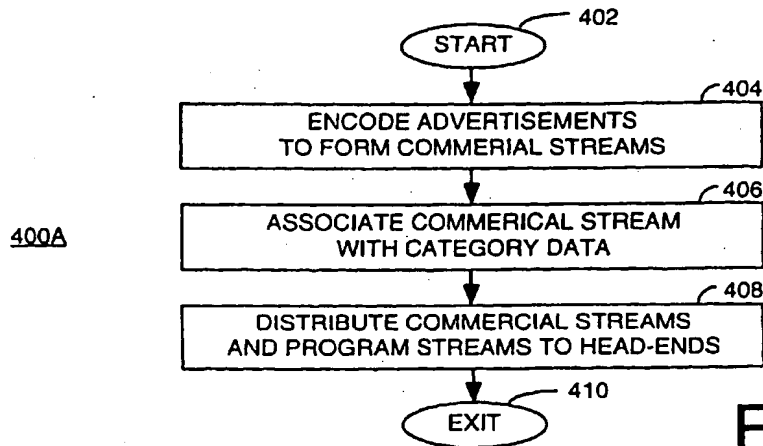 402
START
404
ENCODE ADVERTISEMENTS
TO FORM COMMERIAL STREAMS
406
400A
ASSOCIATE COMMERICAL STREAM
WITH CATEGORY DATA
408
DISTRIBUTE COMMERCIAL STREAMS
AND PROGRAM STREAMS TO HEAD-ENDS
410
EXIT